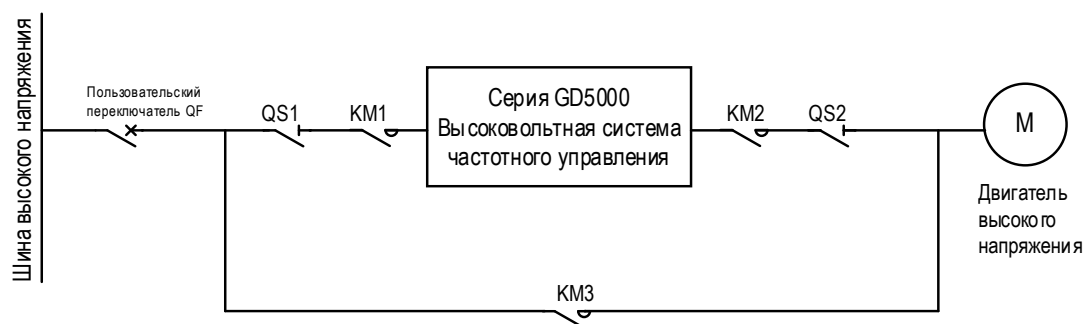 Шина высокого напряжения
Пользовательский
переключатель QF
QS1
KM1
Серия GD5000
Высоковольтная система
частотного управления
KM2
QS2
M
Двигатель
высокого
напряжения
KM3